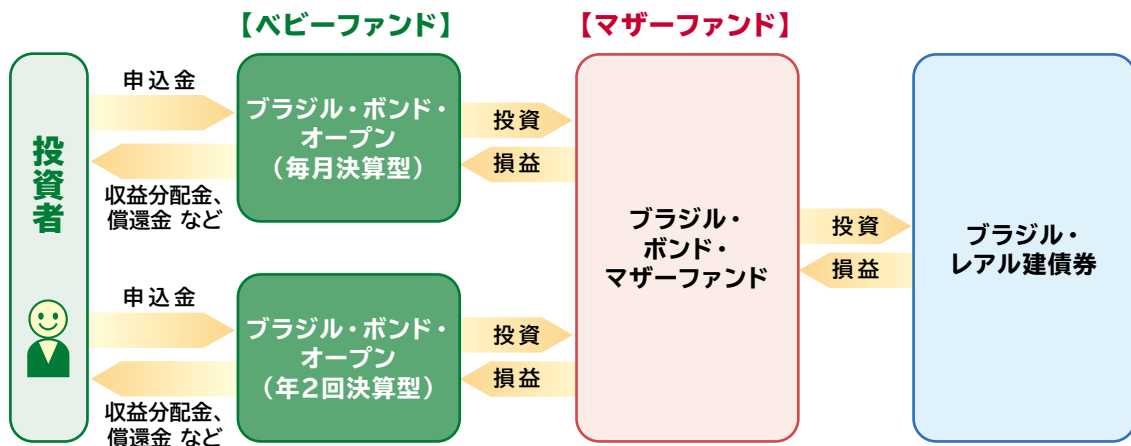 【ベビーファンド】
【マザーファンド】
投資者
申込金
収益分配金、
償還金 など
ブラジル・ボンド・
オープン
（毎月決算型）
投資
損益
申込金
収益分配金、
償還金 など
ブラジル・ボンド・
オープン
（年2回決算型）
投資
損益
ブラジル・
ボンド・
マザーファンド
投資
損益
ブラジル・
レアル建債券